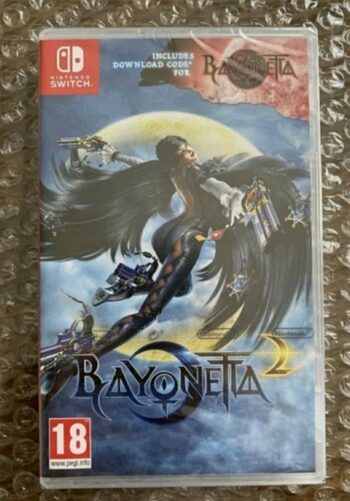 NINTENDO
SWITCH
INCLUDES
DOWNLOAD CODE*
FOR
BAYONETTA
BAYONETTA 2
18
www.pegi.info